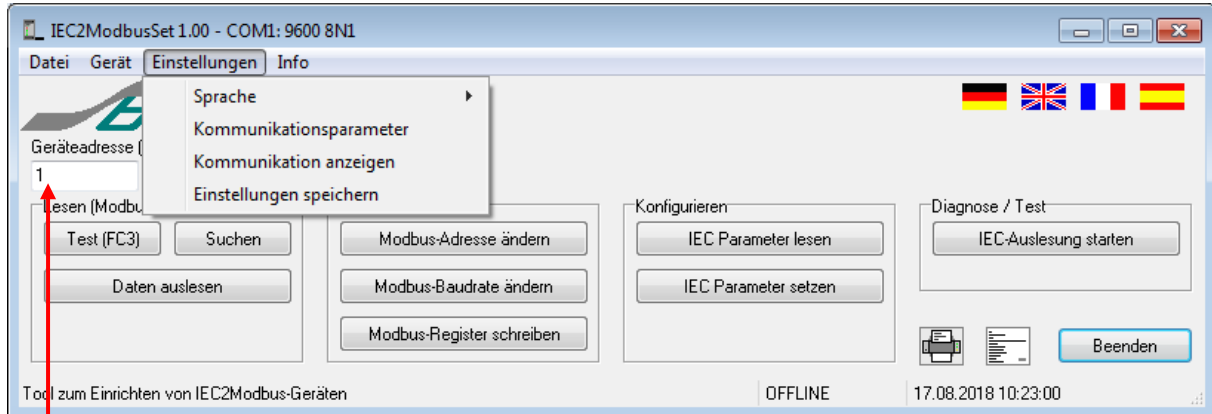 IEC2ModbusSet 1.00 - COM1: 9600 8N1
Datei Gerät Einstellungen Info
Sprache
Kommunikationsparameter
Kommunikation anzeigen
Einstellungen speichern
Geräteadresse (
1
Lesen (Modbu
Konfigurieren
Diagnose / Test
Test (FC3) Suchen Modbus-Adresse ändern IEC Parameter lesen IEC-Auslesung starten
Daten auslesen Modbus-Baudrate ändern IEC Parameter setzen
Modbus-Register schreiben Beenden
Tool zum Einrichten von IEC2Modbus-Geräten OFFLINE 17.08.2018 10:23:00